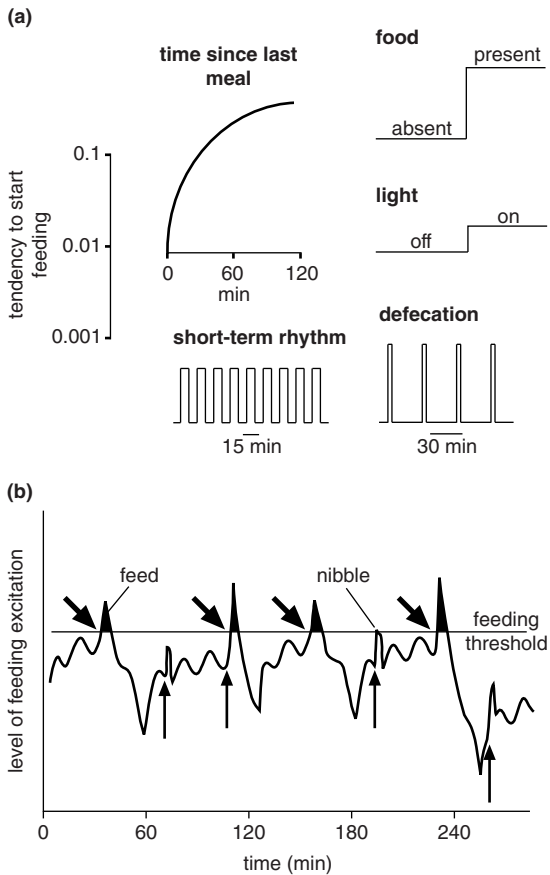 (a)
time since last
meal
food
present
absent
tendency to start
feeding
0.1
0.01
0.001
0
60
120
min
light
off
on
short-term rhythm
15 min
defecation
30 min
(b)
level of feeding excitation
feed
nibble
feeding
threshold
0
60
120
180
240
time (min)